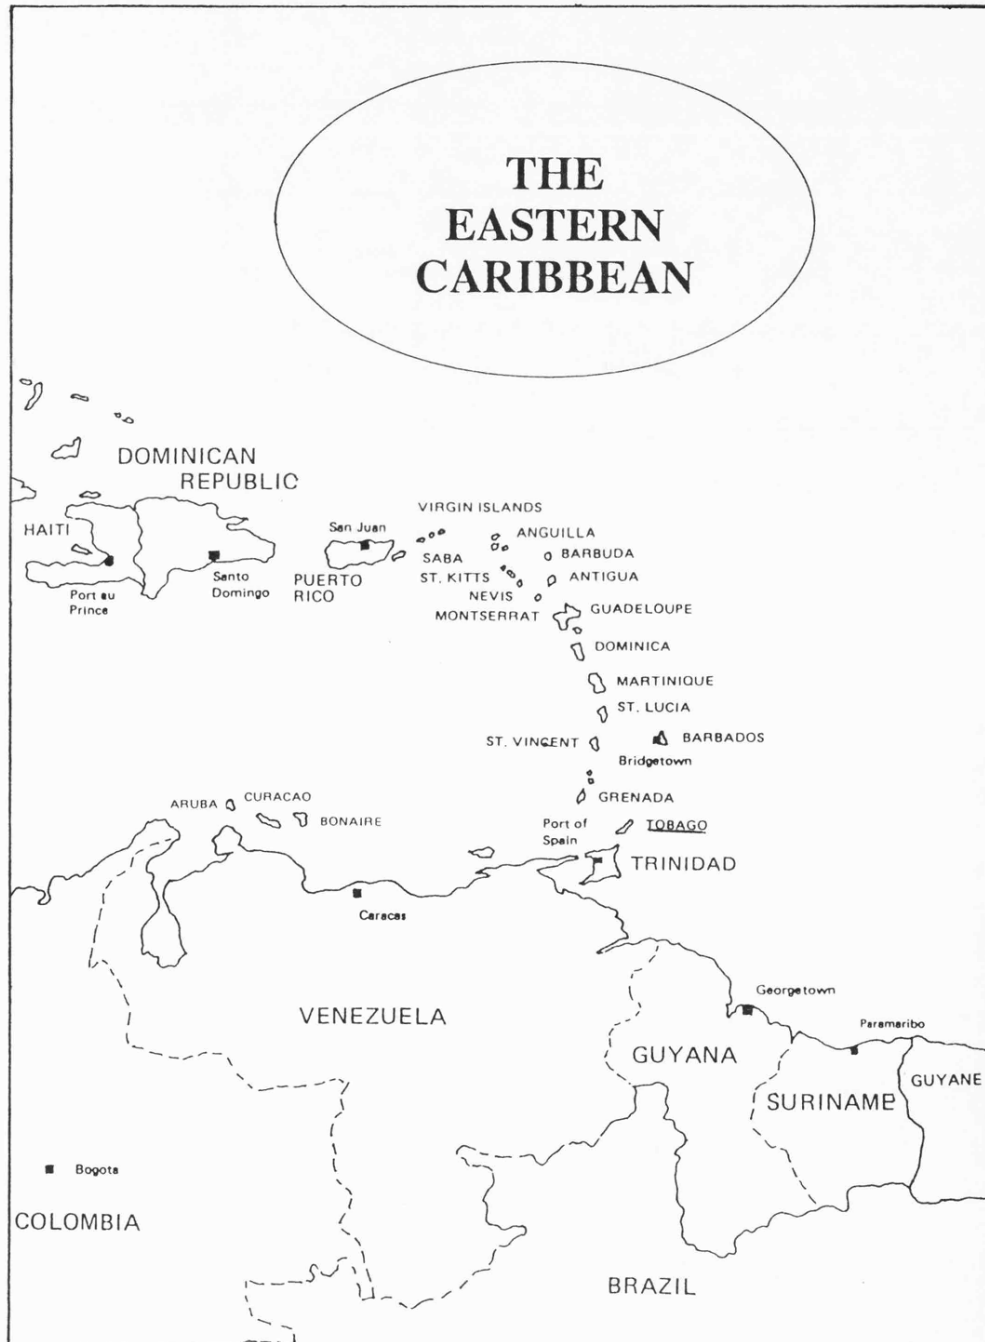 THE
EASTERN
CARIBBEAN
DOMINICAN
REPUBLIC
HAITI
Port au
Prince
Santo
Domingo
San Juan
PUERTO
RICO
VIRGIN ISLANDS
ANGUILLA
SABA
BARBUDA
ST. KITTS
ANTIGUA
NEVIS
MONTSERRAT
GUADELOUPE
DOMINICA
MARTINIQUE
ST. LUCIA
ST. VINCENT
BARBADOS
Bridgetown
GRENADA
ARUBA
CURACAO
BONAIRE
Port of
Spain
TOBAGO
TRINIDAD
Caracas
VENEZUELA
Georgetown
GUYANA
Paramaribo
SURINAME
GUYANE
Bogota
COLOMBIA
BRAZIL